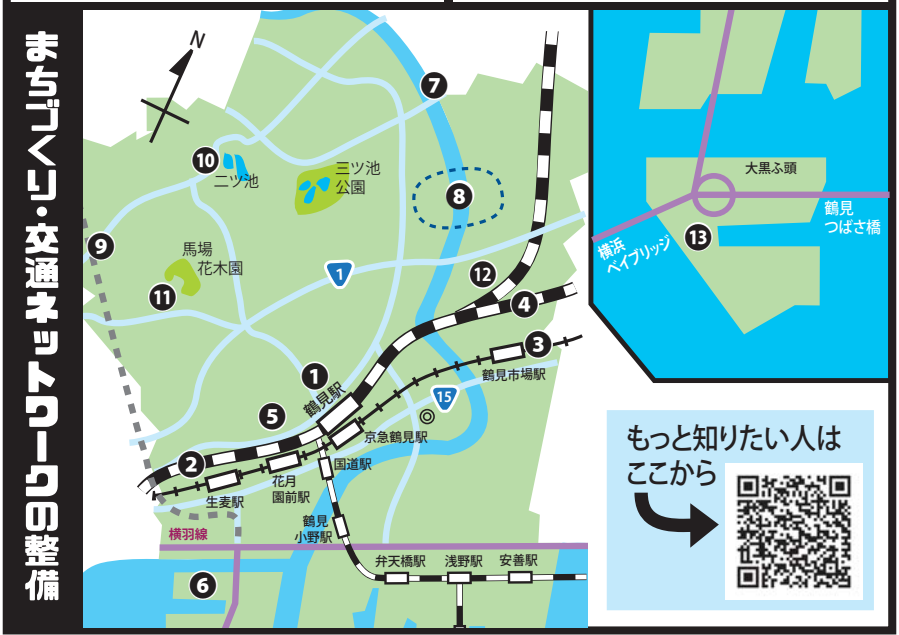 まちづくり・交通ネットワークの整備
N
7
10
二ツ池
三ツ池
公園
8
9
馬場
花木園
11
1
12
4
3
鶴見市場駅
1
鶴見駅
15
5
京急鶴見駅
2
国道駅
花月
園前駅
生麦駅
鶴見
小野駅
横羽線
弁天橋駅
浅野駅
安善駅
6
大黒ふ頭
鶴見
つばさ橋
13
横浜
ベイブリッジ
もっと知りたい人は
ここから